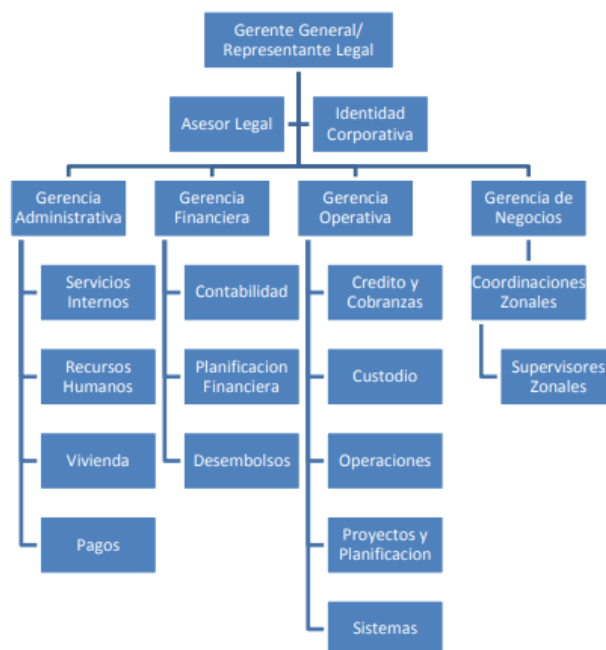 Gerente General/
Representante Legal
Asesor Legal
Identidad
Corporativa
Gerencia
Administrativa
Gerencia
Financiera
Gerencia
Operativa
Gerencia de
Negocios
Servicios
Internos
Contabilidad
Credito y
Cobranzas
Coordinaciones
Zonales
Recursos
Humanos
Planificacion
Financiera
Custodio
Supervisores
Zonales
Vivienda
Desembolsos
Operaciones
Pagos
Proyectos y
Planificacion
Sistemas